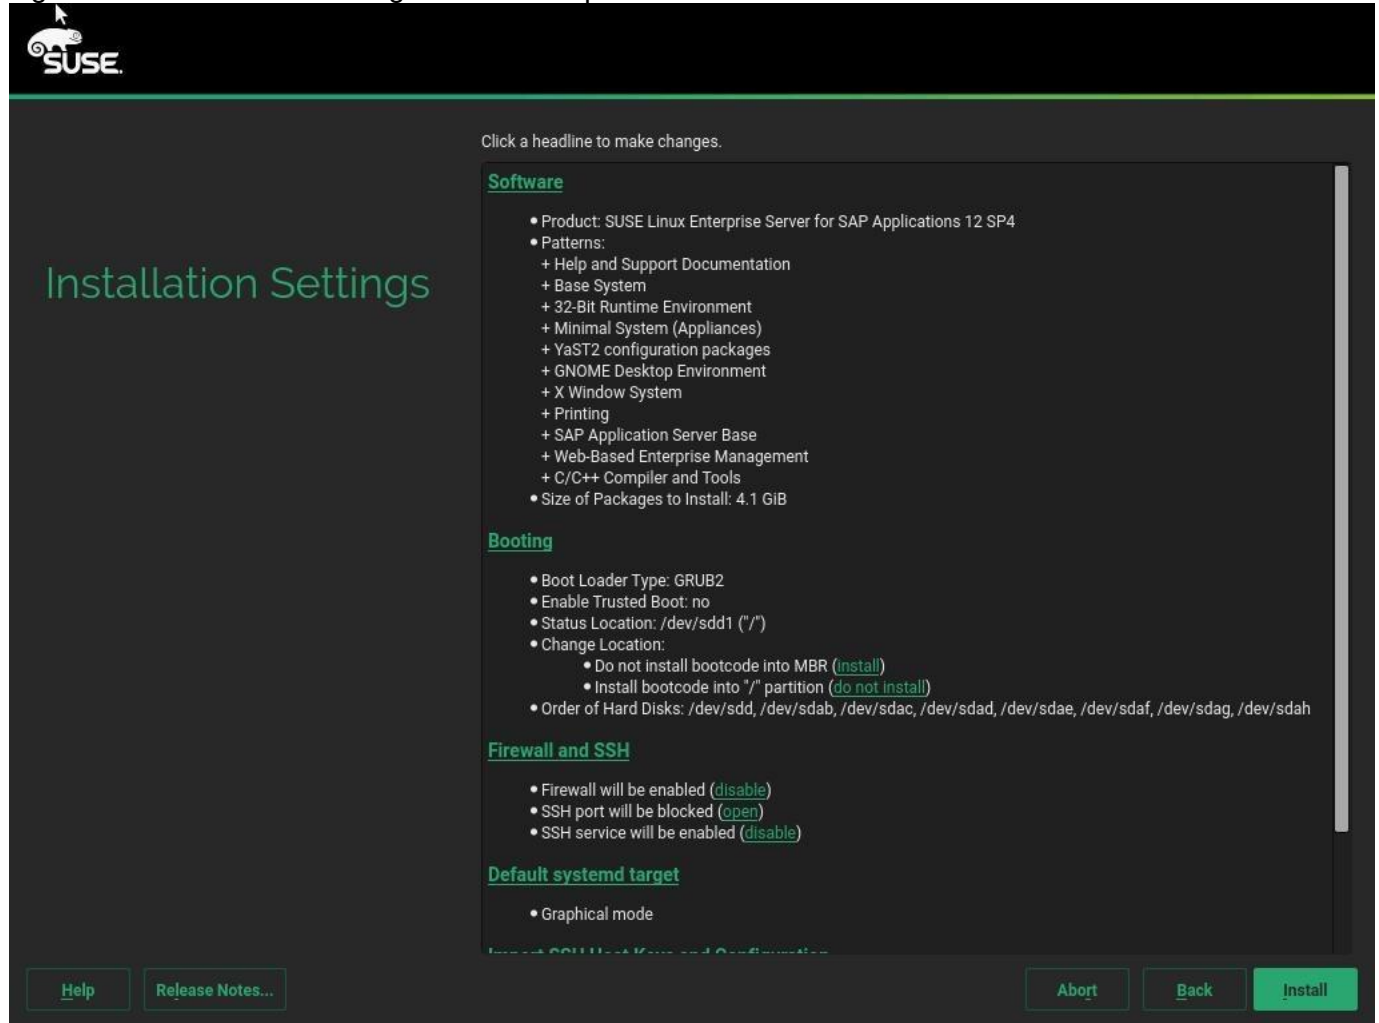 SUSE.
Click a headline to make changes.
Installation Settings
Software
• Product: SUSE Linux Enterprise Server for SAP Applications 12 SP4
• Patterns:
+ Help and Support Documentation
+ Base System
+ 32-Bit Runtime Environment
+ Minimal System (Appliances)
+ YaST2 configuration packages
+ GNOME Desktop Environment
+ X Window System
+ Printing
+ SAP Application Server Base
+ Web-Based Enterprise Management
+ C/C++ Compiler and Tools
• Size of Packages to Install: 4.1 GiB
Booting
• Boot Loader Type: GRUB2
• Enable Trusted Boot: no
• Status Location: /dev/sdd1 ("/")
• Change Location:
• Do not install bootcode into MBR (install)
• Install bootcode into "/" partition (do not install)
• Order of Hard Disks: /dev/sdd, /dev/sdab, /dev/sdac, /dev/sdad, /dev/sdae, /dev/sdaf, /dev/sdag, /dev/sdah
Firewall and SSH
• Firewall will be enabled (disable)
• SSH port will be blocked (open)
• SSH service will be enabled (disable)
Default systemd target
• Graphical mode
Import SSH Host Keys and Configuration
Help
Release Notes...
Abort
Back
Install